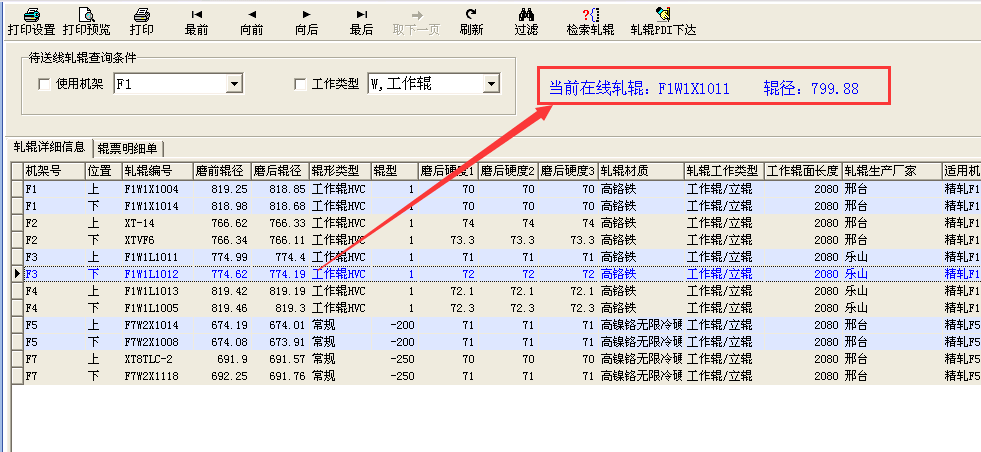 打印设置 打印预览 打印 最前 向前 向后 最后 取下一页 刷新 过滤 检索轧辊 轧辊PDI下达
待送线轧辊查询条件
使用机架 F1 工作类型 W,工作辊
当前在线轧辊: F1W1X1011 辊径: 799.88
轧辊详细信息 辊票明细单
机架号 位置 轧辊编号 磨前辊径 磨后辊径 辊形类型 辊型 磨后硬度1 磨后硬度2 磨后硬度3 轧辊材质 轧辊工作类型 工作辊面长度 轧辊生产厂家 适用机
F1 上 F1W1X1004 819.25 818.85 工作辊HVC 1 70 70 70 高铬铁 工作辊/立辊 2080 邢台 精轧F1
F1 下 F1W1X1014 818.98 818.68 工作辊HVC 1 70 70 70 高铬铁 工作辊/立辊 2080 邢台 精轧F1
F2 上 XT-14 766.62 766.33 工作辊HVC 1 74 74 74 高铬铁 工作辊/立辊 2080 邢台 精轧F1
F2 下 XTVF6 766.34 766.11 工作辊HVC 1 73.3 73.3 73.3 高铬铁 工作辊/立辊 2080 邢台 精轧F1
F3 上 F1W1L1011 774.99 774.4 工作辊HVC 1 71 71 71 高铬铁 工作辊/立辊 2080 乐山 精轧F1
F3 下 F1W1L1012 774.62 774.19 工作辊HVC 1 72 72 72 高铬铁 工作辊/立辊 2080 乐山 精轧F1
F4 上 F1W1L1013 819.42 819.19 工作辊HVC 1 72.1 72.1 72.1 高铬铁 工作辊/立辊 2080 乐山 精轧F1
F4 下 F1W1L1005 819.46 819.3 工作辊HVC 1 72.3 72.3 72.3 高铬铁 工作辊/立辊 2080 乐山 精轧F1
F5 上 F7W2X1014 674.19 674.01 常规 -200 71 71 71 高镍铬无限冷硬 工作辊/立辊 2080 邢台 精轧F5
F5 下 F7W2X1008 674.08 673.91 常规 -200 71 71 71 高镍铬无限冷硬 工作辊/立辊 2080 邢台 精轧F5
F7 上 XT8TLC-2 691.9 691.57 常规 -250 70 70 70 高镍铬无限冷硬 工作辊/立辊 2080 邢台 精轧F5
F7 下 F7W2X1118 692.25 691.76 常规 -250 71 71 71 高镍铬无限冷硬 工作辊/立辊 2080 邢台 精轧F5